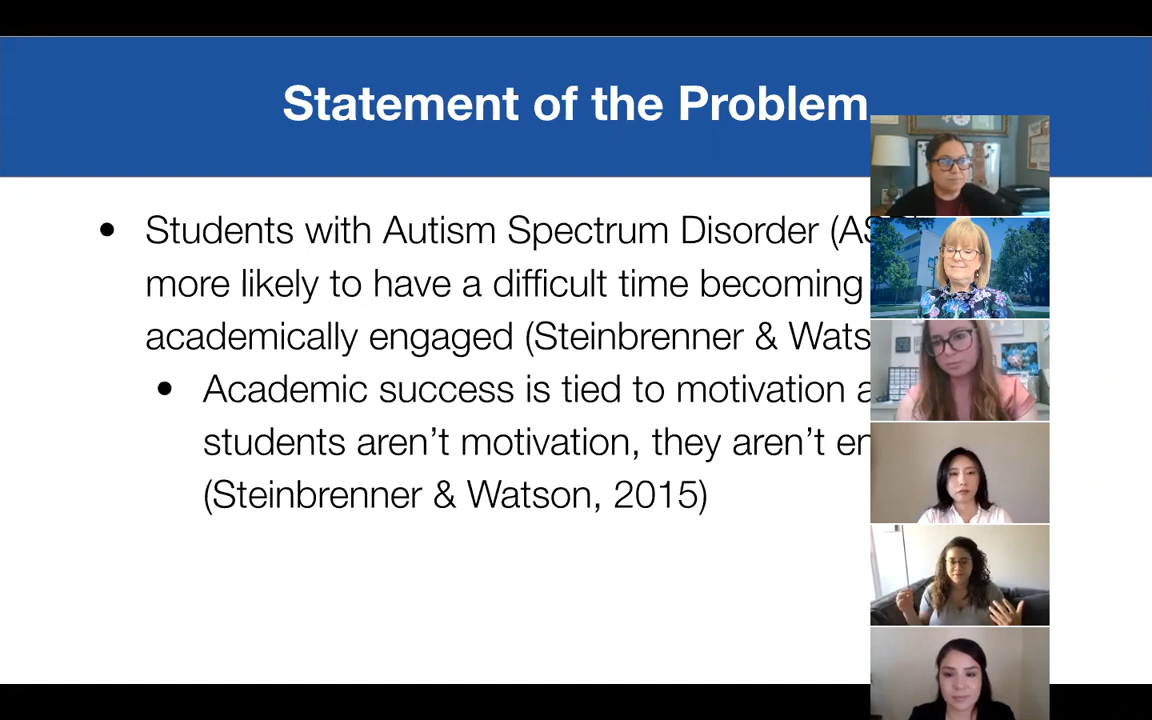 Statement of the Problem
• Students with Autism Spectrum Disorder (AS
more likely to have a difficult time becoming
academically engaged (Steinbrenner & Wats
• Academic success is tied to motivation a
students aren’t motivation, they aren’t en
(Steinbrenner & Watson, 2015)